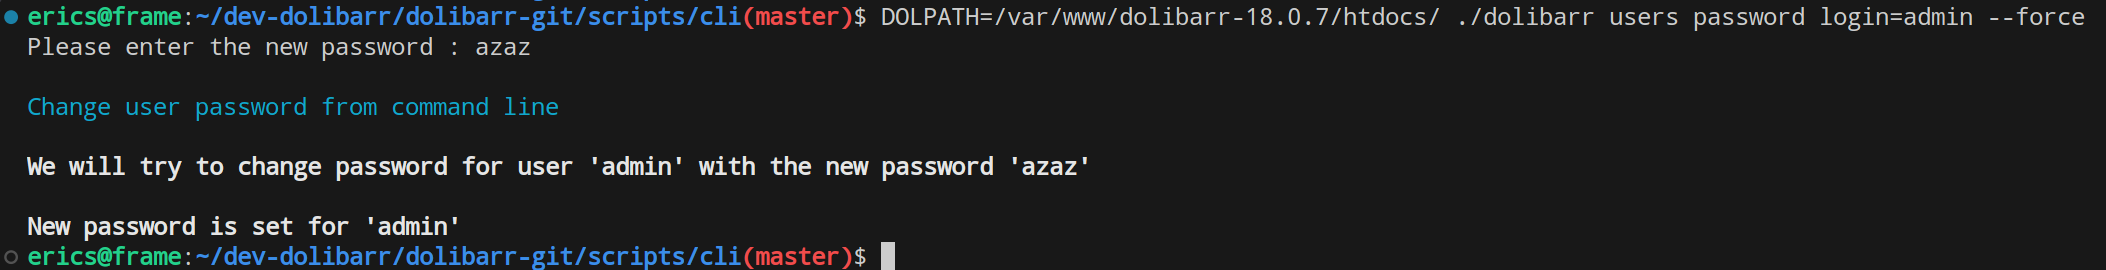 erics@frame:~/dev-dolibarr/dolibarr-git/scripts/cli(master)$ DOLPATH=/var/www/dolibarr-18.0.7/htdocs/ ./dolibarr users password login=admin --force
Please enter the new password : azaz
Change user password from command line
We will try to change password for user 'admin' with the new password 'azaz'
New password is set for 'admin'
erics@frame:~/dev-dolibarr/dolibarr-git/scripts/cli(master)$